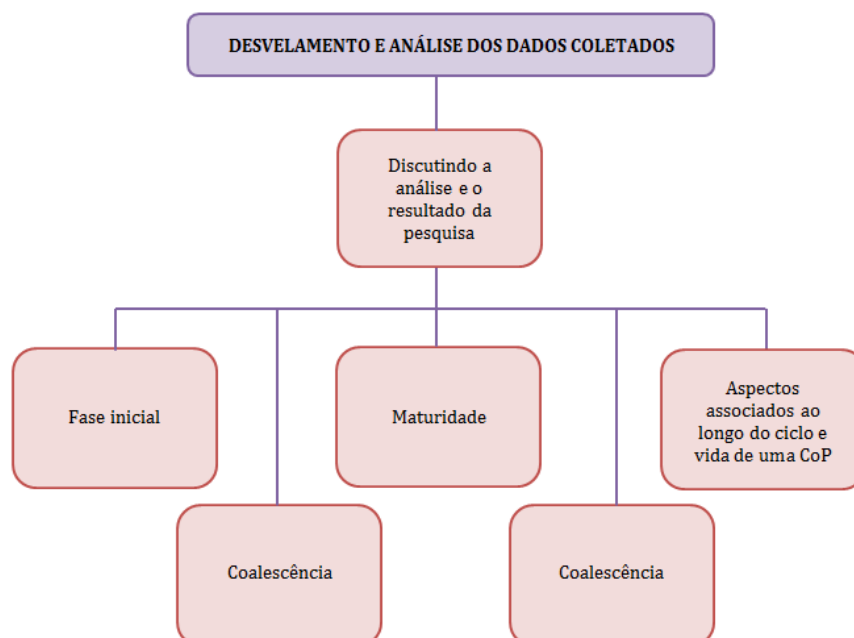 DESVELAMENTO E ANÁLISE DOS DADOS COLETADOS
Discutindo a
análise e o
resultado da
pesquisa
Fase inicial
Maturidade
Aspectos
associados ao
longo do ciclo e
vida de uma CoP
Coalescência
Coalescência